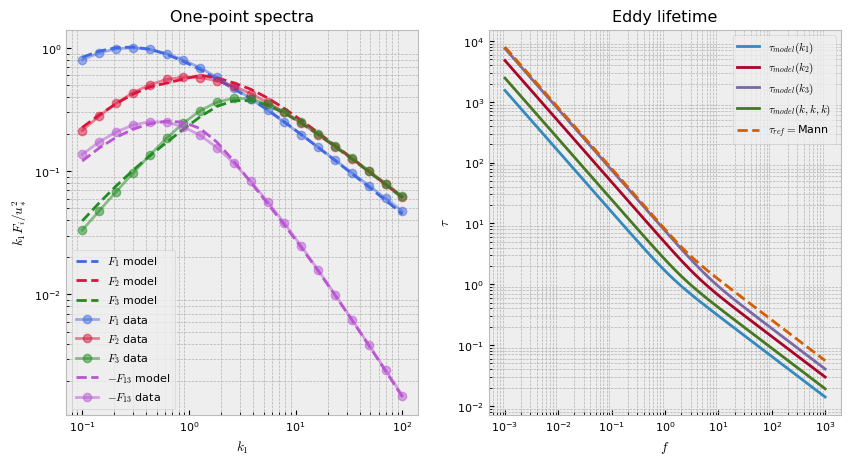 One-point spectra
k₁Fᵢ/u²_*
10⁰
10⁻¹
10⁻²
F₁ model
F₂ model
F₃ model
F₁ data
F₂ data
F₃ data
−F₁₃ model
−F₁₃ data
10⁻¹
10⁰
10¹
10²
k₁
Eddy lifetime
τ
10⁴
10³
10²
10¹
10⁰
10⁻¹
10⁻²
τ_model(k₁)
τ_model(k₂)
τ_model(k₃)
τ_model(k, k, k)
τ_ref = Mann
10⁻³
10⁻²
10⁻¹
10⁰
10¹
10²
10³
f